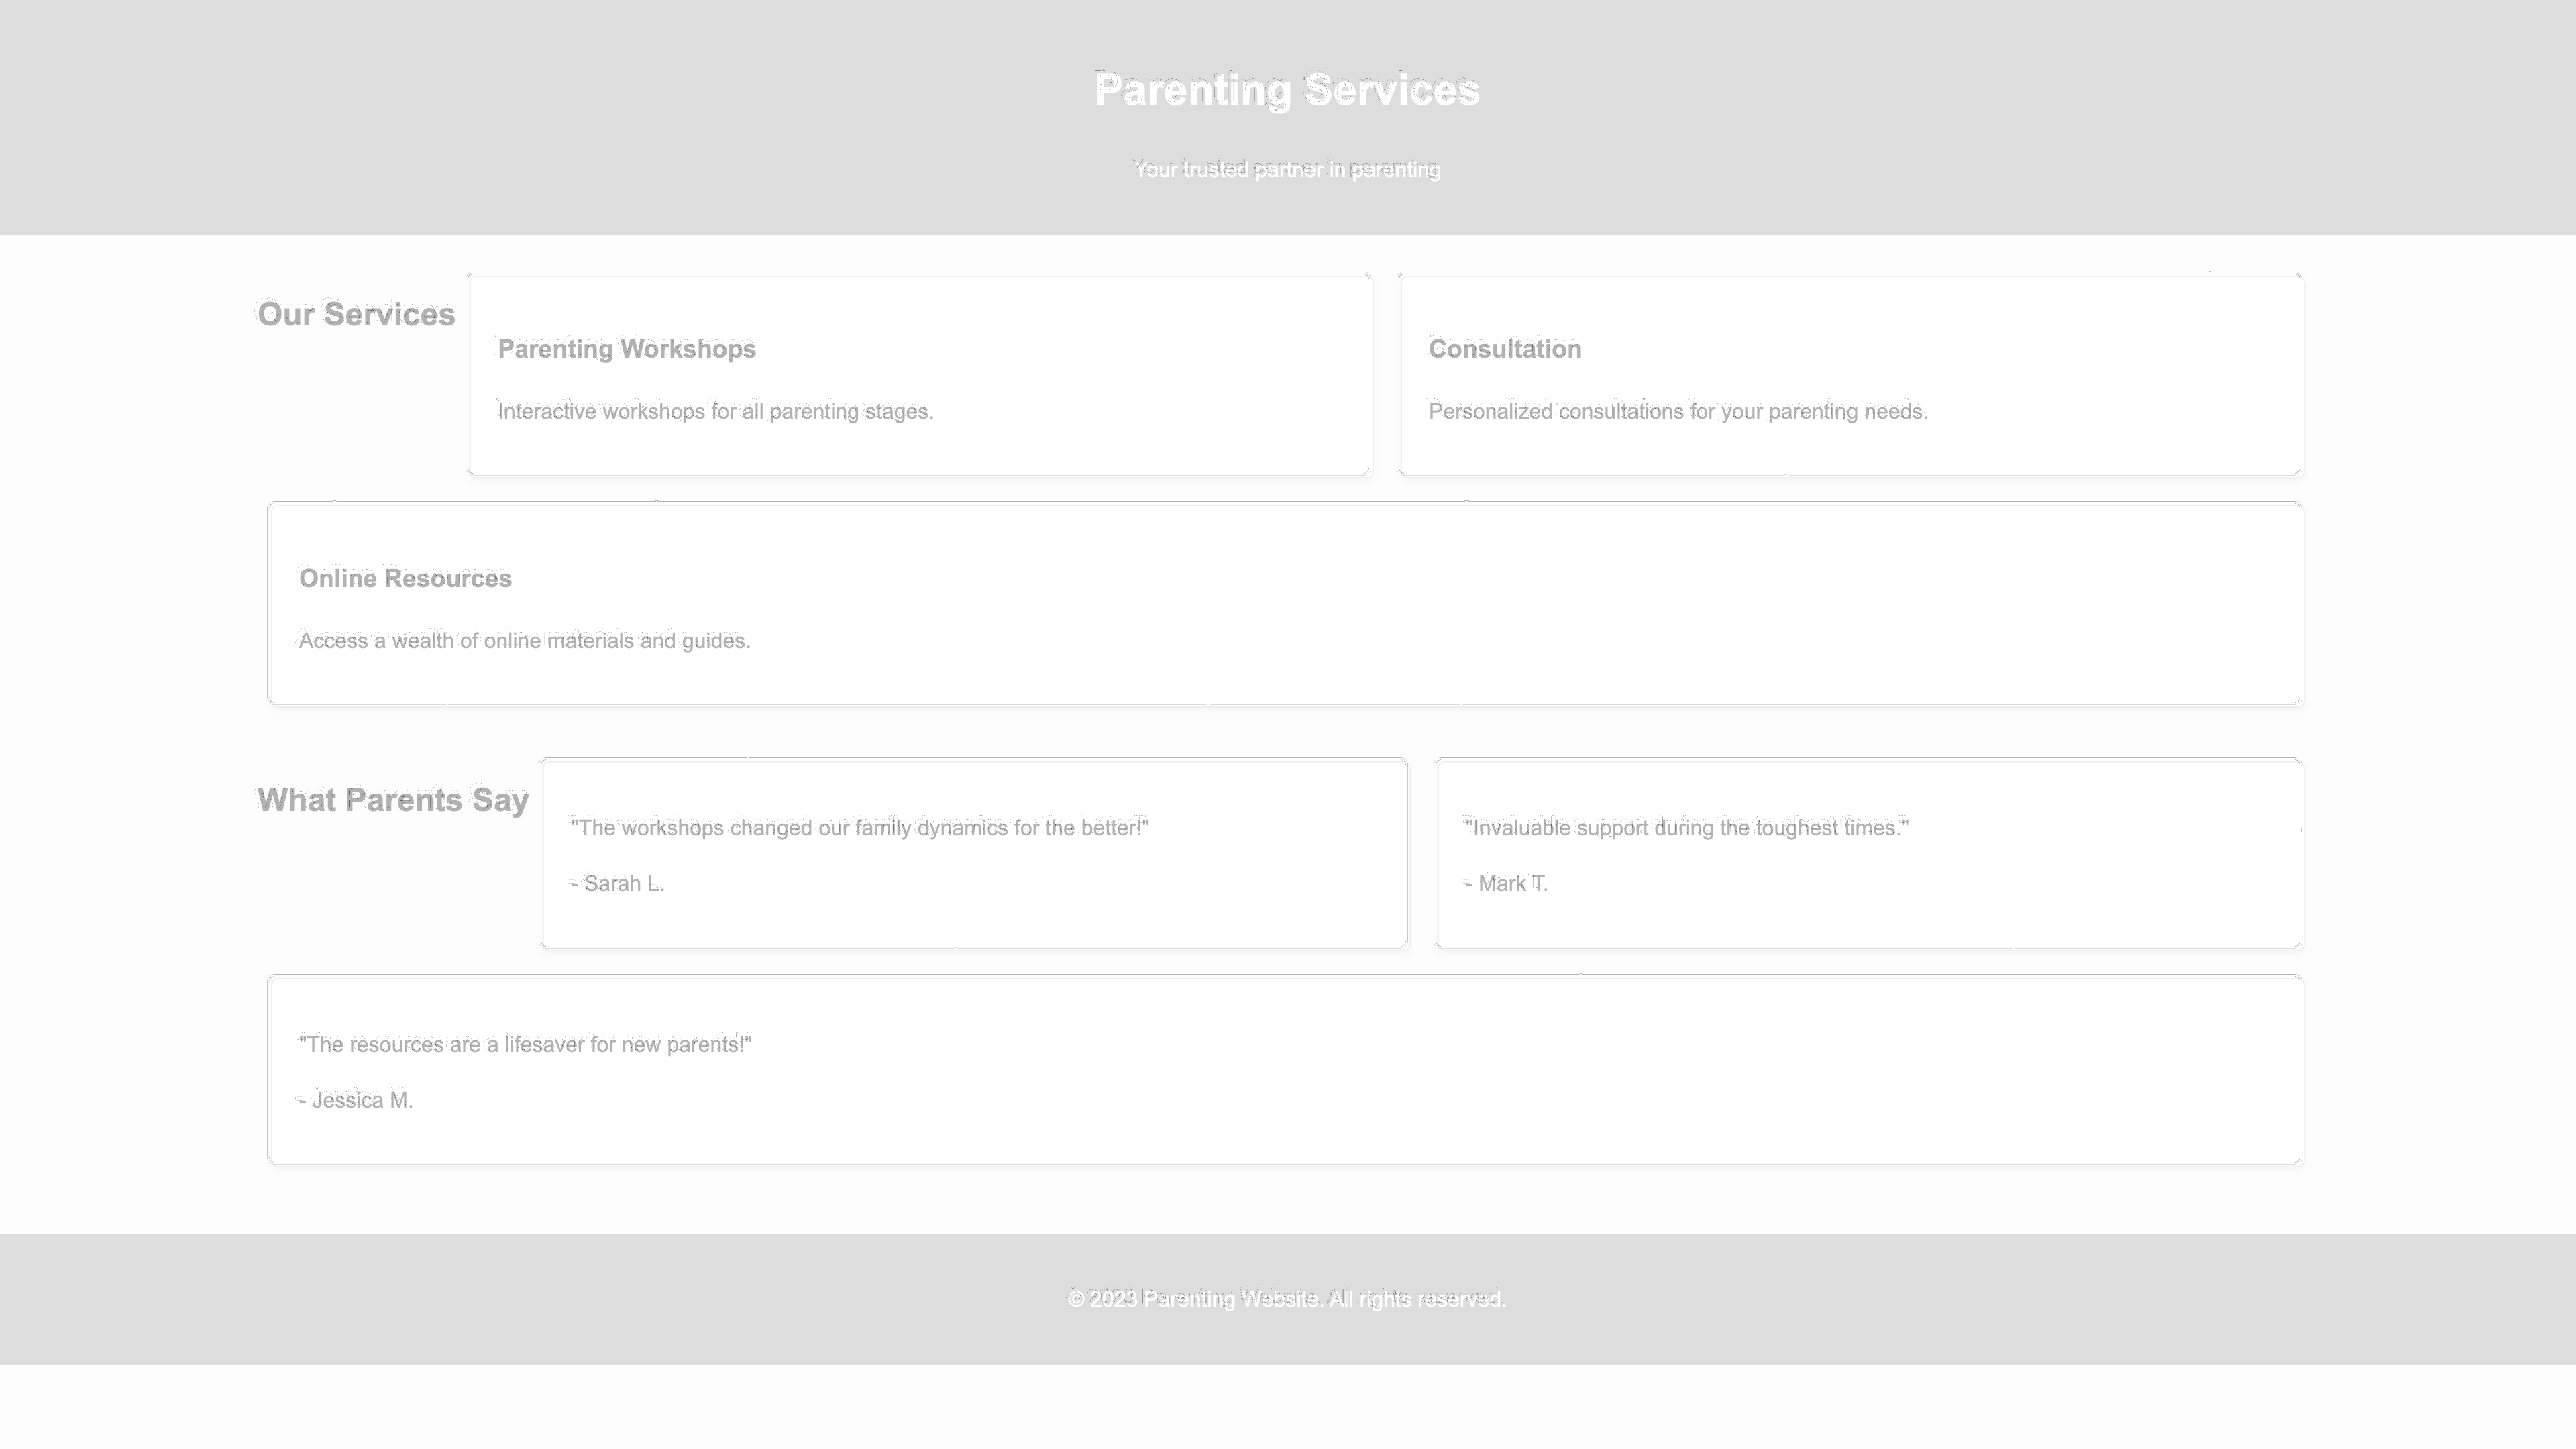 Parenting Services
Your trusted partner in parenting
Our Services
Parenting Workshops
Interactive workshops for all parenting stages.
Consultation
Personalized consultations for your parenting needs.
Online Resources
Access a wealth of online materials and guides.
What Parents Say
"The workshops changed our family dynamics for the better!"
- Sarah L.
"Invaluable support during the toughest times."
- Mark T.
"The resources are a lifesaver for new parents!"
- Jessica M.
© 2023 Parenting Website. All rights reserved.